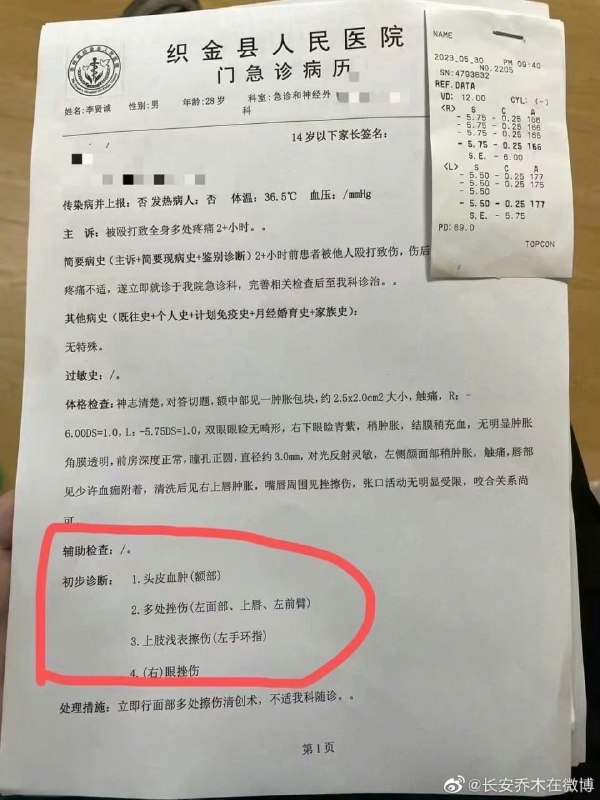 织金县人民医院
门急诊病历
姓名:李贤诚 性别:男 年龄:28岁 科室:急诊和神经外
科
14岁以下家长签名:
传染病并上报: 否 发热病人: 否 体温: 36.5℃ 血压: /mmHg
主 诉: 被殴打致全身多处疼痛2+小时。。
简要病史(主诉+简要现病史+鉴别诊断)2+小时前患者被他人殴打致伤,伤后
疼痛不适,遂立即就诊于我院急诊科,完善相关检查后至我科诊治。。
其他病史(既往史+个人史+计划免疫史+月经婚育史+家族史):
无特殊。
过敏史: /。
体格检查: 神志清楚,对答切题,额中部见一肿胀包块,约2.5x2.0cm2大小,触痛, R: -
6.00DS=1.0, L: -5.75DS=1.0, 双眼眼睑无畸形,右下眼睑青紫,稍肿胀,结膜稍充血,无明显肿胀
角膜透明,前房深度正常,瞳孔正圆,直径约3.0mm,对光反射灵敏,左侧颜面部稍肿胀,触痛,唇部
见少许血痂附着,清洗后见右上唇肿胀,嘴唇周围见挫擦伤,张口活动无明显受限,咬合关系尚
可
辅助检查: /。
初步诊断: 1.头皮血肿(额部)
2.多处挫伤(左面部、上唇、左前臂)
3.上肢浅表擦伤(左手环指)
4.(右)眼挫伤
处理措施: 立即行面部多处擦伤清创术,不适我科随诊。。
第1页
NAME
2023_05_30 PM 09:40
NO.2205
SN:4793632
REF.DATA
VD: 12.00 CYL: (-)
<R> S C A
- 5.75 - 0.25 166
- 5.75 - 0.25 165
- 5.75 - 0.25 166
S.E. - 6.00
<L> S C A
- 5.50 - 0.25 177
- 5.50 - 0.25 175
- 5.50
- 5.50 - 0.25 177
S.E. - 5.75
PD: 69.0
TOPCON
@长安乔木在微博